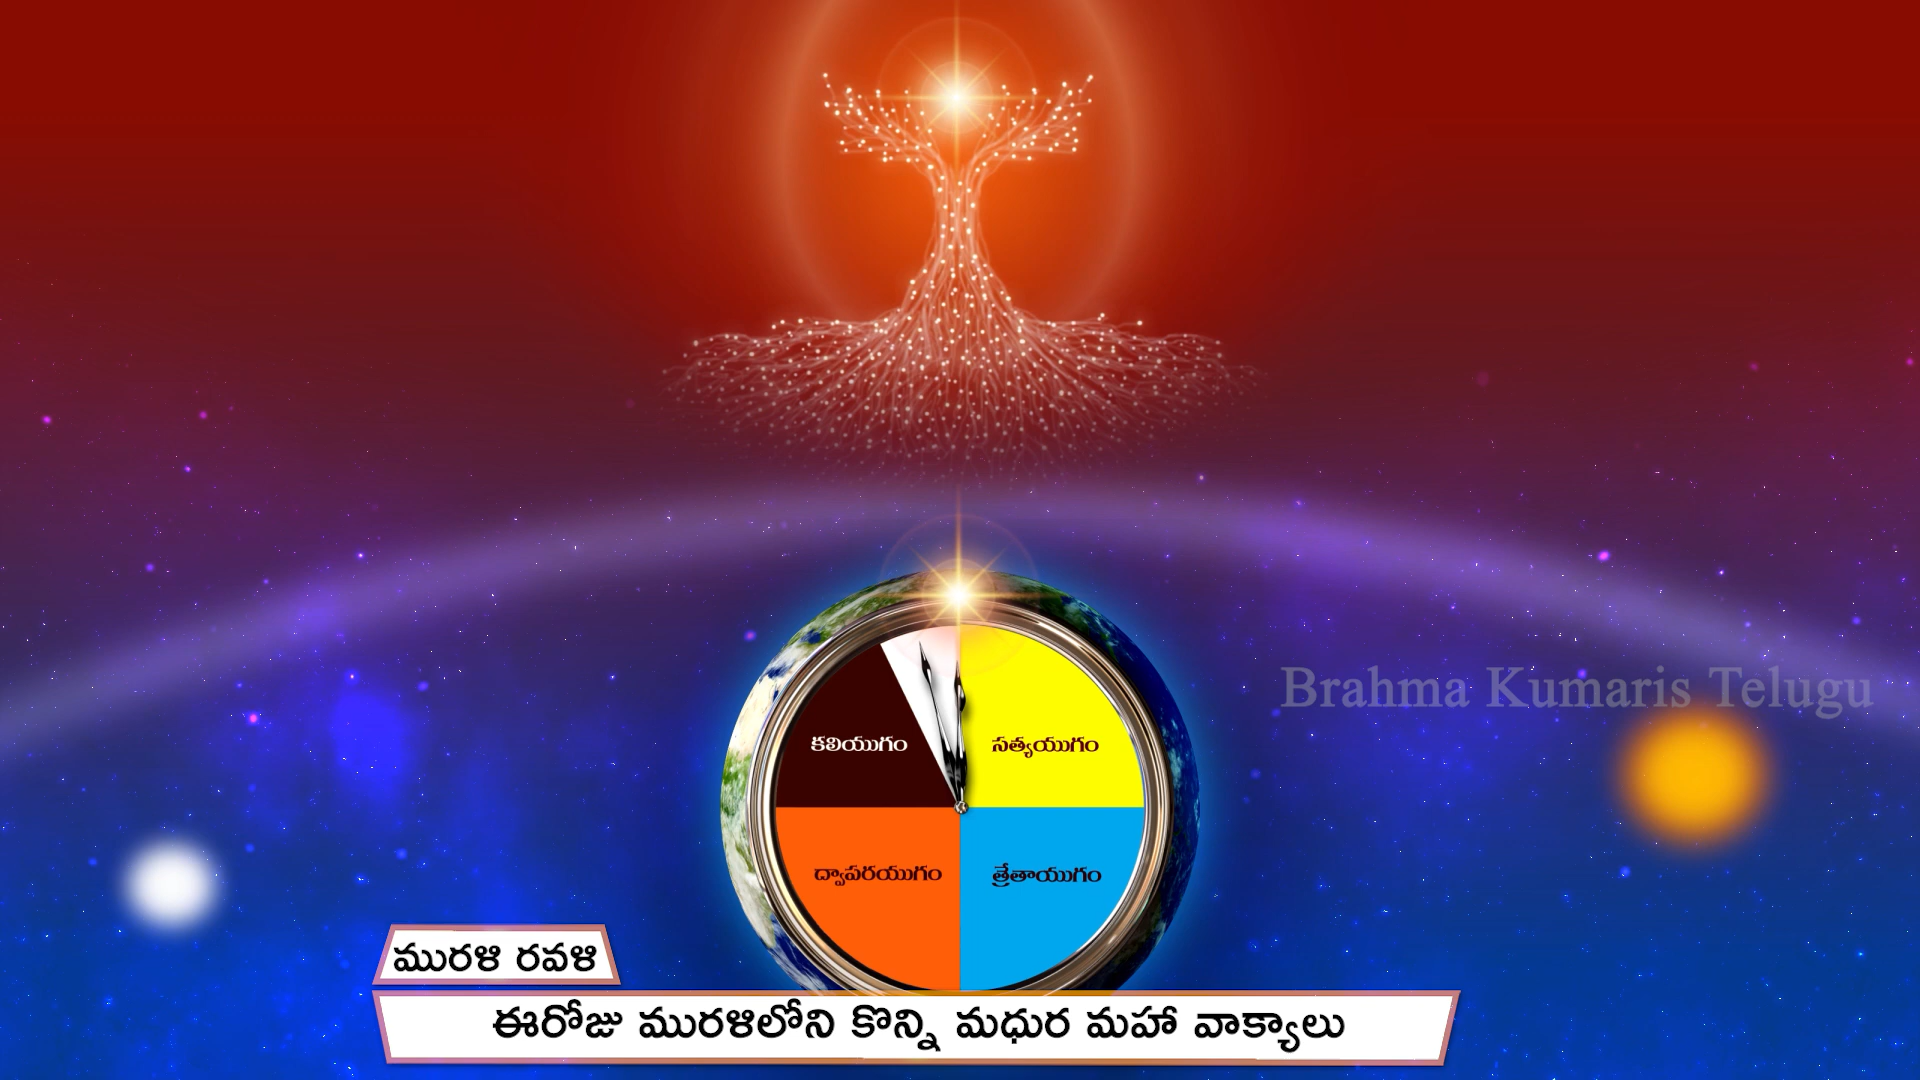 Brahma Kumaris Telugu
కలియుగం
సత్యయుగం
ద్వాపరయుగం
త్రేతాయుగం
మురళి రవళి
ఈరోజు మురళిలోని కొన్ని మధుర మహా వాక్యాలు